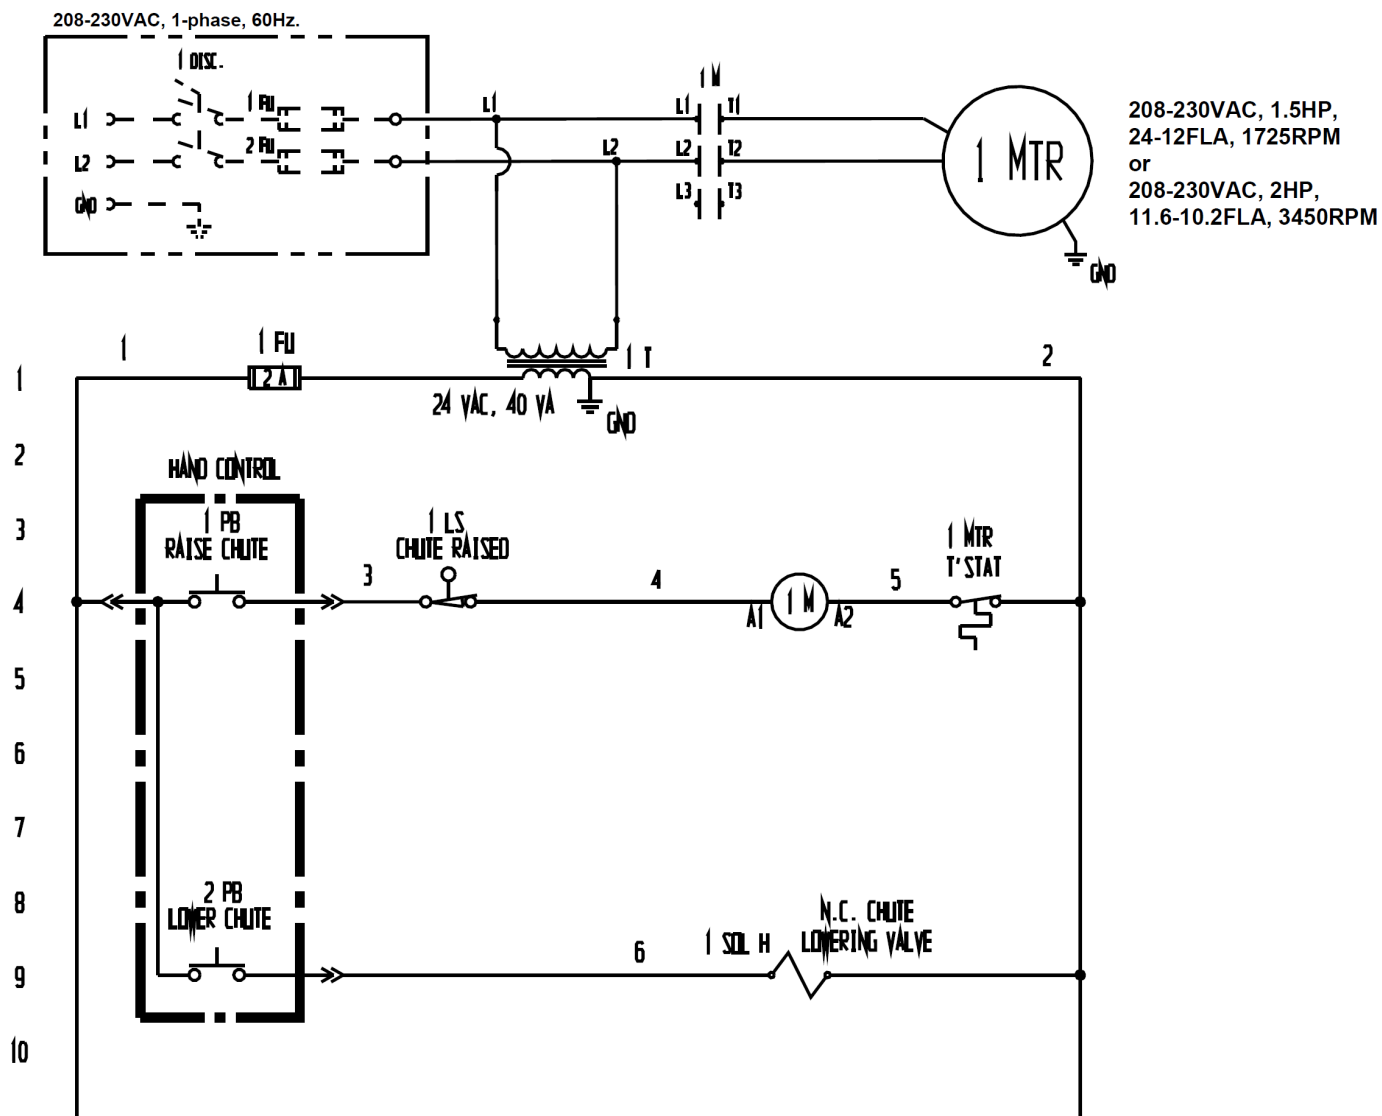 208-230VAC, 1-phase, 60Hz.
1 DISC.
1 FU
L1
2 FU
L2
GND
L1
L2
1 M
L1 T1
L2 T2
L3 T3
1 MTR
GND
208-230VAC, 1.5HP,
24-12FLA, 1725RPM
or
208-230VAC, 2HP,
11.6-10.2FLA, 3450RPM
1 T
24 VAC, 40 VA
GND
1
1 FU
2 A
2
1
2
3
4
5
6
7
8
9
10
HAND CONTROL
1 PB
RAISE CHUTE
3
1 LS
CHUTE RAISED
4
A1
1 M
A2
5
1 MTR
T'STAT
2 PB
LOWER CHUTE
6
1 SOL H
N.C. CHUTE
LOWERING VALVE